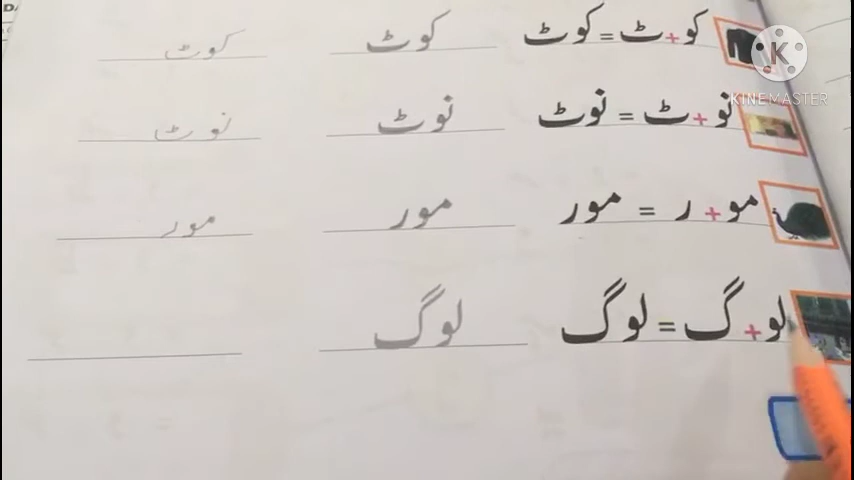 کو + ٹ = کوٹ کوٹ کوٹ
نو + ٹ = نوٹ نوٹ نوٹ
مو + ر = مور مور مور
لو + گ = لوگ لوگ
K
KINEMASTER